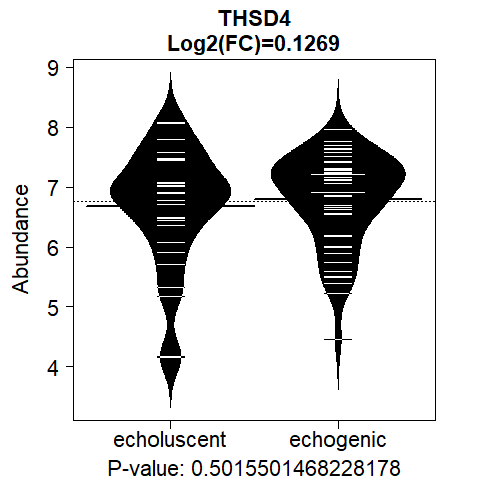 THSD4
Log2(FC)=0.1269
9
8
7
6
5
4
Abundance
echoluscent echogenic
P-value: 0.5015501468228178